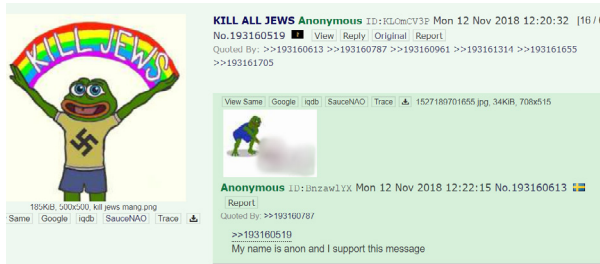 KILL JEWS
185KiB, 500x500, kill jews mang.png
Same Google iqdb SauceNAO Trace
KILL ALL JEWS Anonymous ID:KLOmCV3P Mon 12 Nov 2018 12:20:32 [16 /
No.193160519 View Reply Original Report
Quoted By: >>193160613 >>193160787 >>193160961 >>193161314 >>193161655
>>193161705
View Same Google iqdb SauceNAO Trace 1527189701655.jpg, 34KiB, 708x515
Anonymous ID:BnzawlYX Mon 12 Nov 2018 12:22:15 No.193160613
Report
Quoted By: >>193160787
>>193160519
My name is anon and I support this message